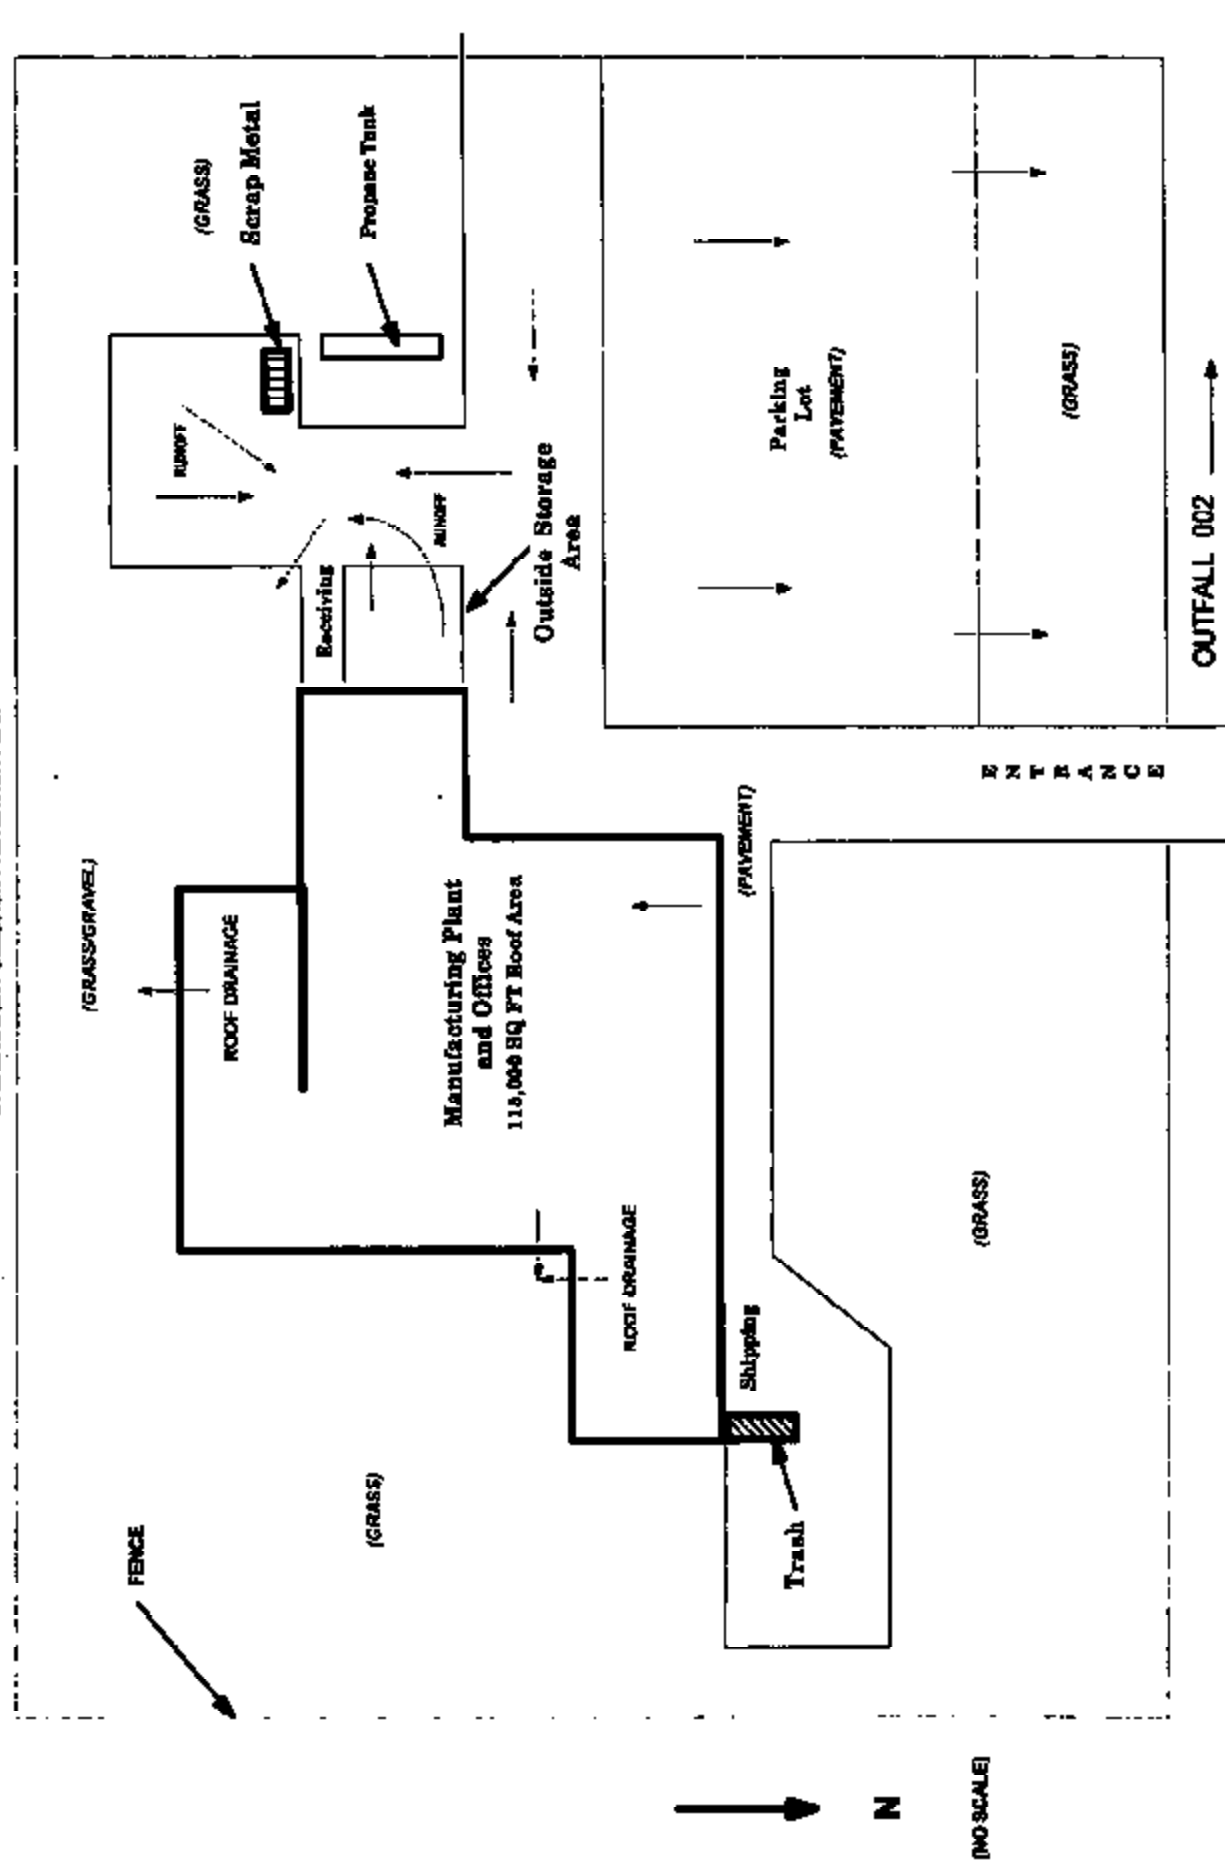 (GRASS)
Scrap Metal
Propane Tank
RUNOFF
RUNOFF
Receiving
Outside Storage
Area
Parking
Lot
(PAVEMENT)
(GRASS)
OUTFALL 002
ENTRANCE
(PAVEMENT)
(GRASS/GRAVEL)
ROOF DRAINAGE
Manufacturing Plant
and Offices
SQ FT Roof Area
ROOF DRAINAGE
Shipping
(GRASS)
(GRASS)
FENCE
Trash
N
(NO SCALE)